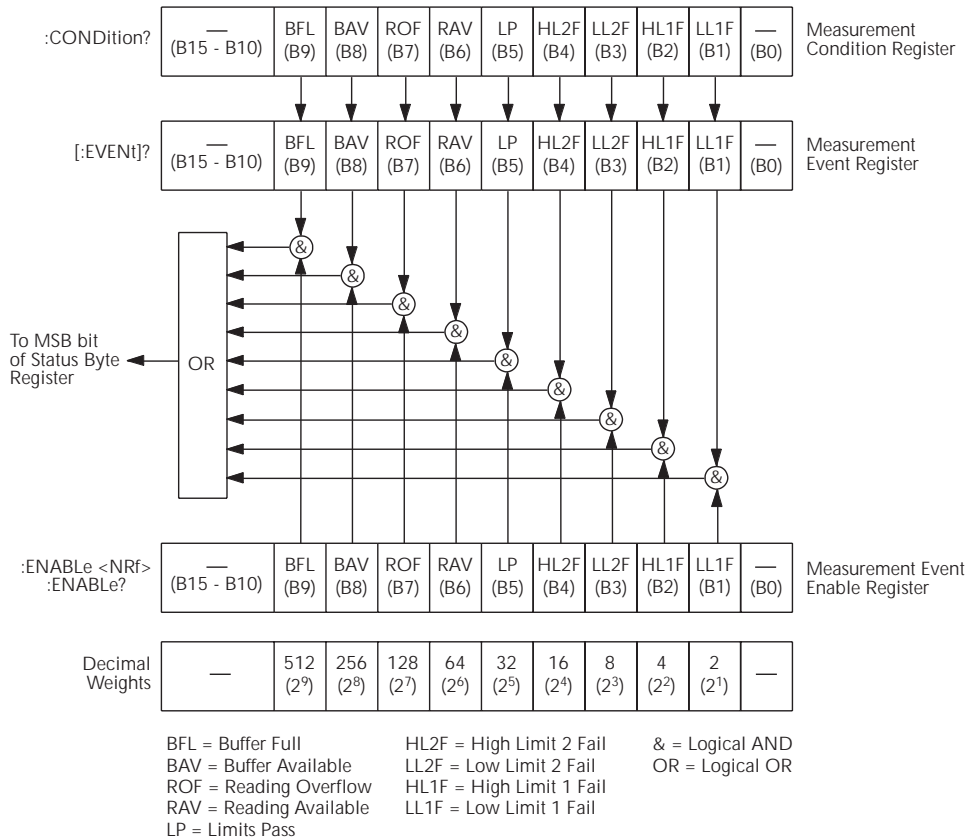 :CONDition?
— (B15 - B10) BFL (B9) BAV (B8) ROF (B7) RAV (B6) LP (B5) HL2F (B4) LL2F (B3) HL1F (B2) LL1F (B1) — (B0)
Measurement
Condition Register
[:EVENt]?
— (B15 - B10) BFL (B9) BAV (B8) ROF (B7) RAV (B6) LP (B5) HL2F (B4) LL2F (B3) HL1F (B2) LL1F (B1) — (B0)
Measurement
Event Register
&
&
&
&
&
&
&
&
&
To MSB bit
of Status Byte
Register
OR
:ENABLe <NRf>
:ENABLe?
— (B15 - B10) BFL (B9) BAV (B8) ROF (B7) RAV (B6) LP (B5) HL2F (B4) LL2F (B3) HL1F (B2) LL1F (B1) — (B0)
Measurement Event
Enable Register
Decimal
Weights
— 512 (2⁹) 256 (2⁸) 128 (2⁷) 64 (2⁶) 32 (2⁵) 16 (2⁴) 8 (2³) 4 (2²) 2 (2¹) —
BFL = Buffer Full
BAV = Buffer Available
ROF = Reading Overflow
RAV = Reading Available
LP = Limits Pass
HL2F = High Limit 2 Fail
LL2F = Low Limit 2 Fail
HL1F = High Limit 1 Fail
LL1F = Low Limit 1 Fail
& = Logical AND
OR = Logical OR